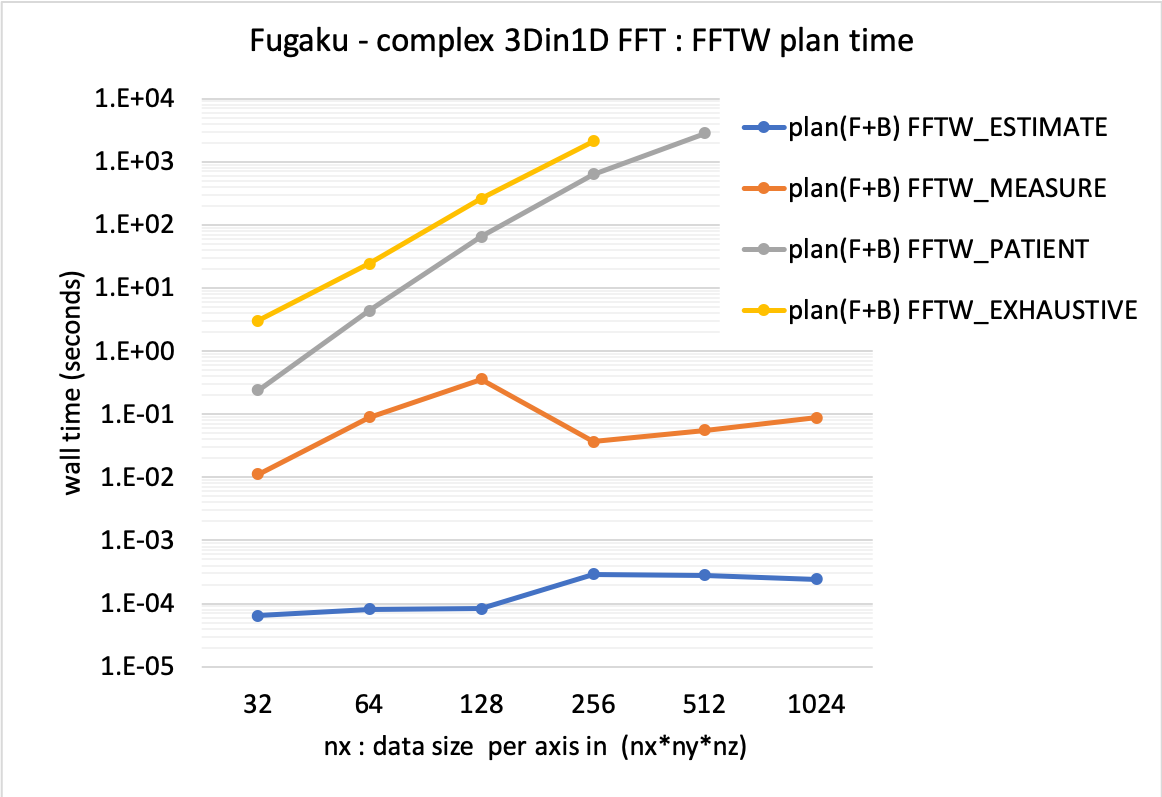 Fugaku - complex 3Din1D FFT : FFTW plan time
1.E+04
1.E+03
1.E+02
1.E+01
1.E+00
1.E-01
1.E-02
1.E-03
1.E-04
1.E-05
wall time (seconds)
plan(F+B) FFTW_ESTIMATE
plan(F+B) FFTW_MEASURE
plan(F+B) FFTW_PATIENT
plan(F+B) FFTW_EXHAUSTIVE
32 64 128 256 512 1024
nx : data size per axis in (nx*ny*nz)